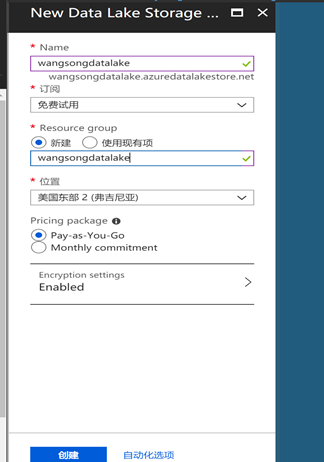 New Data Lake Storage ...
* Name
wangsongdatalake
wangsongdatalake.azuredatalakestore.net
* 订阅
免费试用
* Resource group
新建 使用现有项
wangsongdatalake
* 位置
美国东部 2 (弗吉尼亚)
Pricing package
Pay-as-You-Go
Monthly commitment
Encryption settings
Enabled
创建 自动化选项